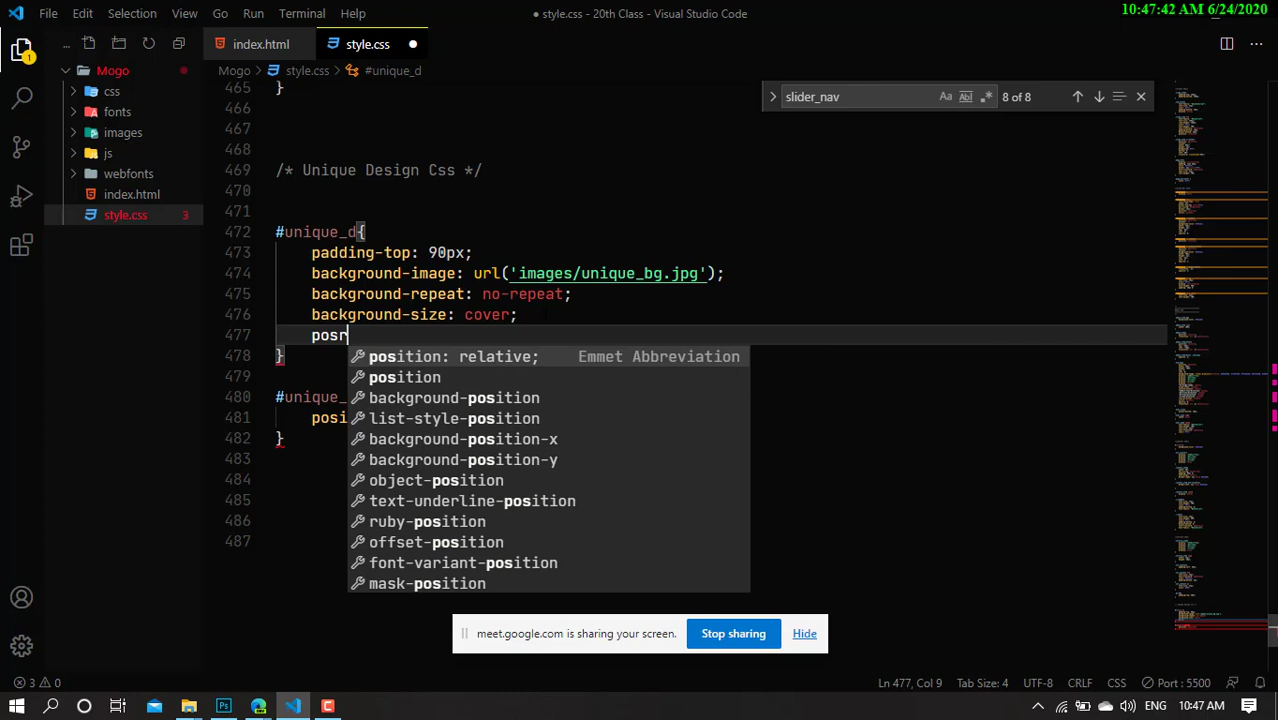 10:47:42 AM 6/24/2020
File Edit Selection View Go Run Terminal Help
● style.css - 20th Class - Visual Studio Code
... index.html style.css
Mogo
css
fonts
images
js
webfonts
index.html
style.css 3
Mogo > style.css > #unique_d
slider_nav Aa Abl .* 8 of 8
465 }
466
467
468
469 /* Unique Design Css */
470
471
472 #unique_d{
473 padding-top: 90px;
474 background-image: url('images/unique_bg.jpg');
475 background-repeat: no-repeat;
476 background-size: cover;
477 posr
478 }
479
480 #unique_
481 posi
482 }
483
484
485
486
487
position: relative; Emmet Abbreviation
position
background-position
list-style-position
background-position-x
background-position-y
object-position
text-underline-position
ruby-position
offset-position
font-variant-position
mask-position
meet.google.com is sharing your screen. Stop sharing Hide
3 0
Ln 477, Col 9 Tab Size: 4 UTF-8 CRLF CSS Port : 5500
Ps
ENG 10:47 AM